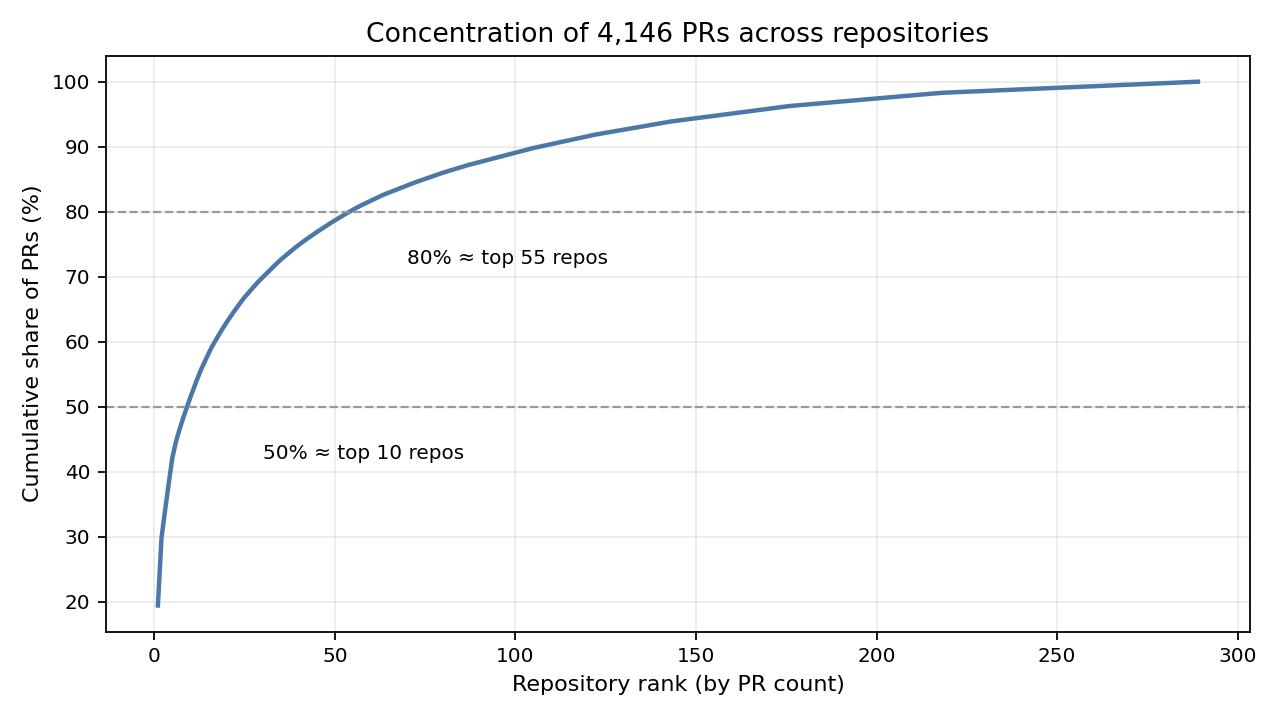 Concentration of 4,146 PRs across repositories
Cumulative share of PRs (%)
100
90
80
70
60
50
40
30
20
80% ≈ top 55 repos
50% ≈ top 10 repos
0 50 100 150 200 250 300
Repository rank (by PR count)